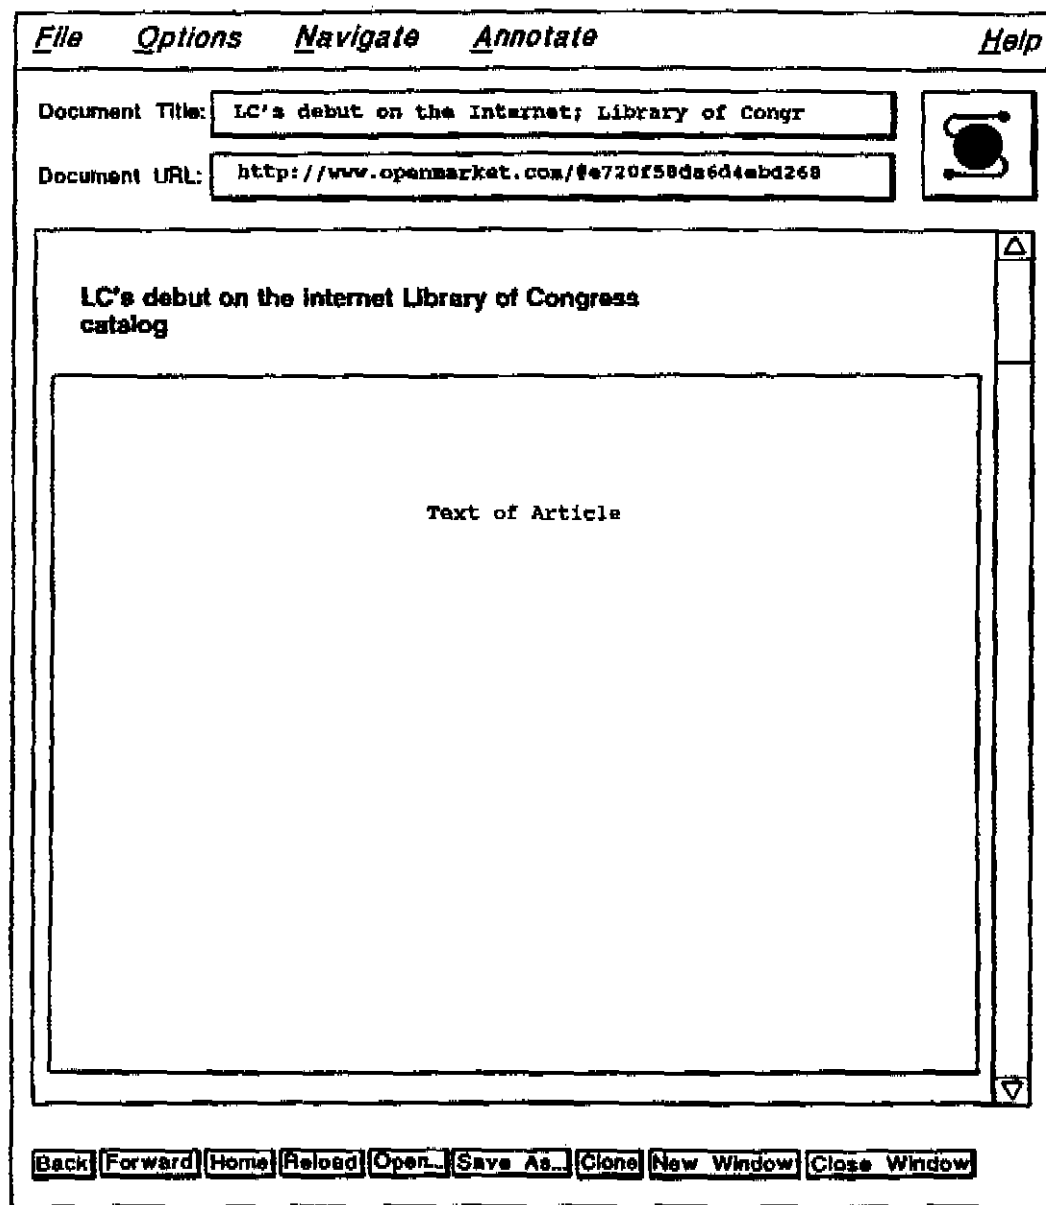 File Options Navigate Annotate Help
Document Title: LC's debut on the Internet; Library of Congr
Document URL: http://www.openmarket.com/@e720f58da6d4ebd268
LC's debut on the internet Library of Congress
catalog
Text of Article
Back Forward Home Reload Open... Save As... Clone New Window Close Window